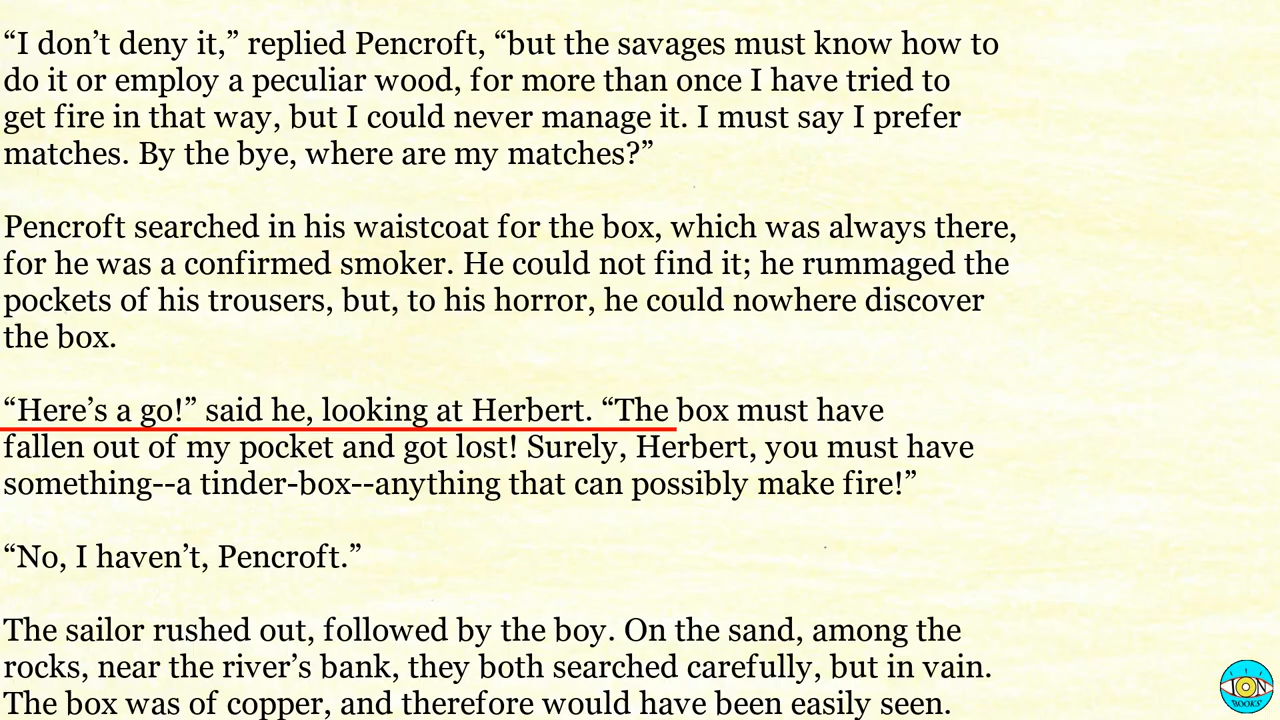 “I don’t deny it,” replied Pencroft, “but the savages must know how to
do it or employ a peculiar wood, for more than once I have tried to
get fire in that way, but I could never manage it. I must say I prefer
matches. By the bye, where are my matches?”
Pencroft searched in his waistcoat for the box, which was always there,
for he was a confirmed smoker. He could not find it; he rummaged the
pockets of his trousers, but, to his horror, he could nowhere discover
the box.
“Here’s a go!” said he, looking at Herbert. “The box must have
fallen out of my pocket and got lost! Surely, Herbert, you must have
something--a tinder-box--anything that can possibly make fire!”
“No, I haven’t, Pencroft.”
The sailor rushed out, followed by the boy. On the sand, among the
rocks, near the river’s bank, they both searched carefully, but in vain.
The box was of copper, and therefore would have been easily seen.
ION
BOOKS